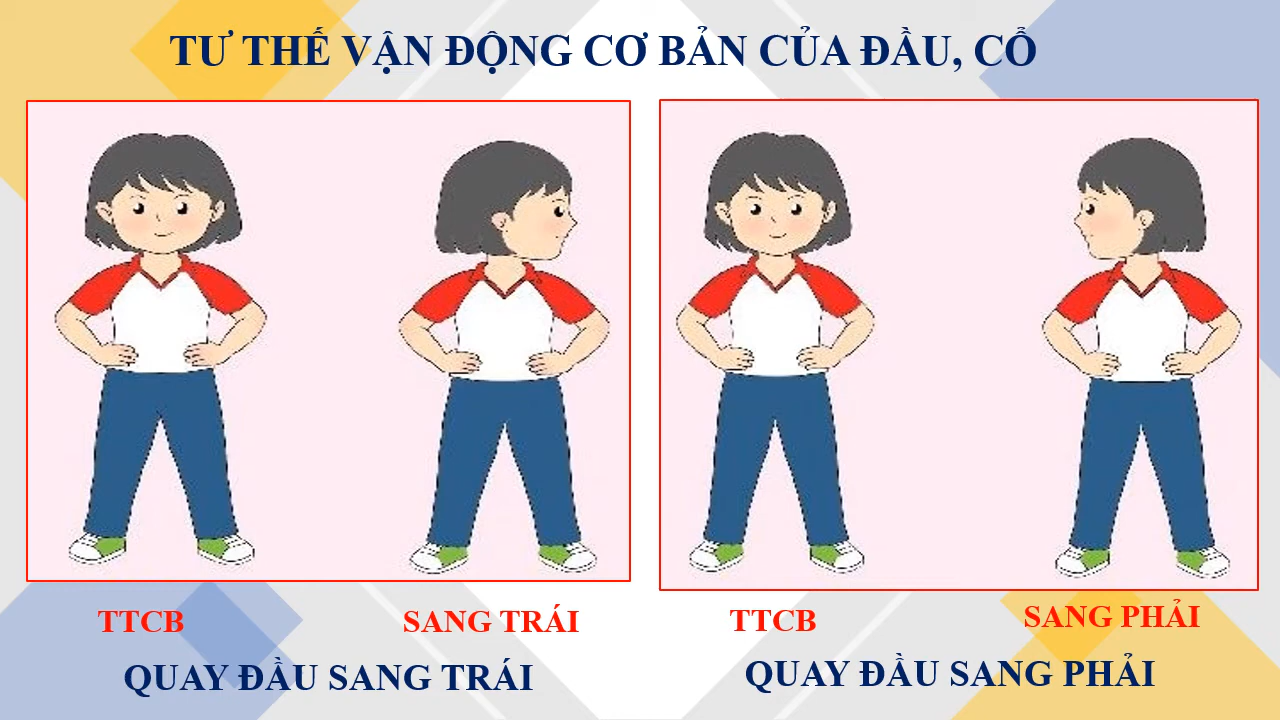 TƯ THẾ VẬN ĐỘNG CƠ BẢN CỦA ĐẦU, CỔ
TTCB
SANG TRÁI
QUAY ĐẦU SANG TRÁI
TTCB
SANG PHẢI
QUAY ĐẦU SANG PHẢI